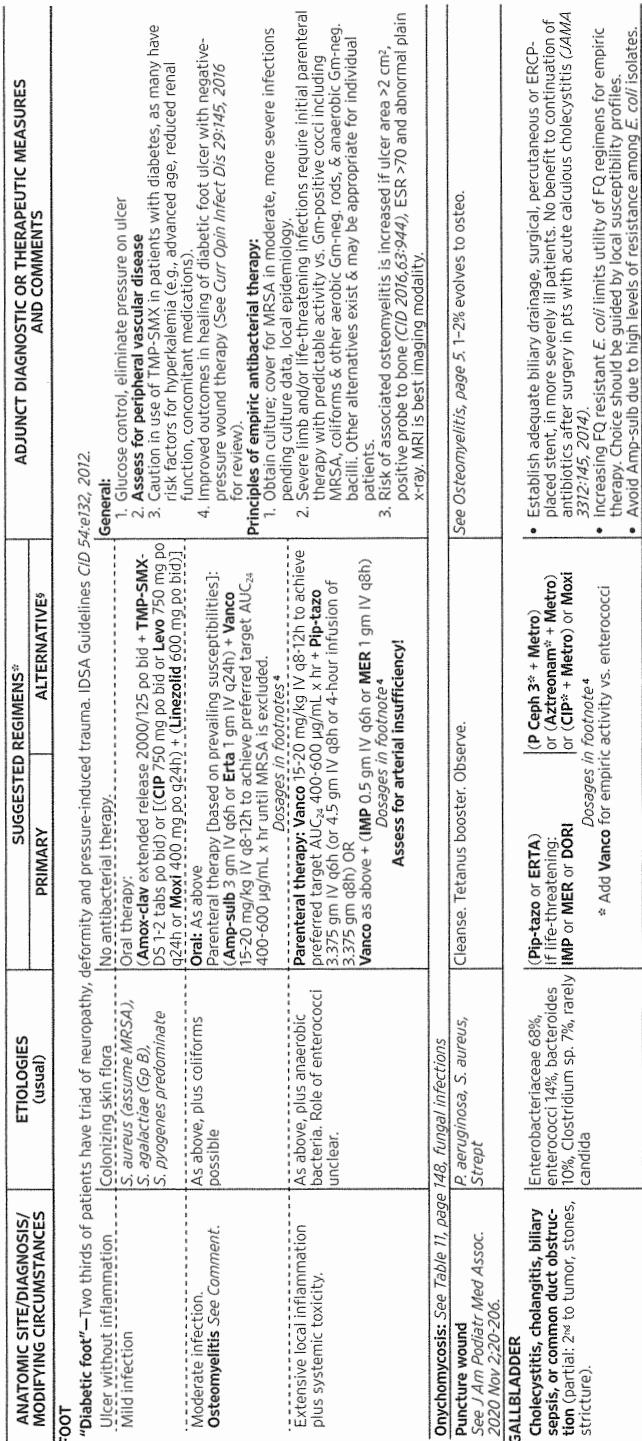 ANATOMIC SITE/DIAGNOSIS/
MODIFYING CIRCUMSTANCES
ETIOLOGIES
(usual)
SUGGESTED REGIMENS*
PRIMARY
ALTERNATIVE§
ADJUNCT DIAGNOSTIC OR THERAPEUTIC MEASURES
AND COMMENTS
FOOT
"Diabetic foot"—Two thirds of patients have triad of neuropathy, deformity and pressure-induced trauma. IDSA Guidelines CID 54:e132, 2012.
Ulcer without inflammation
Colonizing skin flora
No antibacterial therapy.
Mild infection
S. aureus (assume MRSA),
S. agalactiae (Gp B),
S. pyogenes predominate
Oral therapy:
(Amox-clav extended release 2000/125 po bid + TMP-SMX-
DS 1-2 tabs po bid) or [(CIP 750 mg po bid or Levo 750 mg po
q24h or Moxi 400 mg po q24h) + (Linezolid 600 mg po bid)]
Moderate infection.
Osteomyelitis See Comment.
As above, plus coliforms
possible
Oral: As above
Parenteral therapy [based on prevailing susceptibilities]:
(Amp-sulb 3 gm IV q6h or Erta 1 gm IV q24h) + Vanco
15-20 mg/kg IV q8-12h to achieve preferred target AUC24
400-600 µg/mL x hr until MRSA is excluded.
Dosages in footnotes4
Extensive local inflammation
plus systemic toxicity.
As above, plus anaerobic
bacteria. Role of enterococci
unclear.
Parenteral therapy: Vanco 15-20 mg/kg IV q8-12h to achieve
preferred target AUC24 400-600 µg/mL x hr + Pip-tazo
3.375 gm IV q6h (or 4.5 gm IV q8h or 4-hour infusion of
3.375 gm q8h) OR
Vanco as above + (IMP 0.5 gm IV q6h or MER 1 gm IV q8h)
Dosages in footnote4
Assess for arterial insufficiency!
General:
1. Glucose control, eliminate pressure on ulcer
2. Assess for peripheral vascular disease
3. Caution in use of TMP-SMX in patients with diabetes, as many have
risk factors for hyperkalemia (e.g., advanced age, reduced renal
function, concomitant medications).
4. Improved outcomes in healing of diabetic foot ulcer with negative-
pressure wound therapy (See Curr Opin Infect Dis 29:145, 2016
for review).
Principles of empiric antibacterial therapy:
1. Obtain culture; cover for MRSA in moderate, more severe infections
pending culture data, local epidemiology.
2. Severe limb and/or life-threatening infections require initial parenteral
therapy with predictable activity vs. Gm-positive cocci including
MRSA, coliforms & other aerobic Gm-neg. rods, & anaerobic Gm-neg.
bacilli. Other alternatives exist & may be appropriate for individual
patients.
3. Risk of associated osteomyelitis is increased if ulcer area >2 cm²,
positive probe to bone (CID 2016,63:944), ESR >70 and abnormal plain
x-ray. MRI is best imaging modality.
Onychomycosis: See Table 11, page 148, fungal infections
Puncture wound
See J Am Podiatr Med Assoc.
2020 Nov 2;20-206.
P. aeruginosa, S. aureus,
Strept
Cleanse. Tetanus booster. Observe.
See Osteomyelitis, page 5. 1–2% evolves to osteo.
GALLBLADDER
Cholecystitis, cholangitis, biliary
sepsis, or common duct obstruc-
tion (partial: 2nd to tumor, stones,
stricture).
Enterobacteriaceae 68%,
enterococci 14%, bacteroides
10%, Clostridium sp. 7%, rarely
candida
(Pip-tazo or ERTA)
If life-threatening:
IMP or MER or DORI
(P Ceph 3* + Metro)
or (Aztreonam* + Metro)
or (CIP* + Metro) or Moxi
Dosages in footnote4
* Add Vanco for empiric activity vs. enterococci
• Establish adequate biliary drainage, surgical, percutaneous or ERCP-
placed stent, in more severely ill patients. No benefit to continuation of
antibiotics after surgery in pts with acute calculous cholecystitis (JAMA
3312:145, 2014).
• Increasing FQ resistant E. coli limits utility of FQ regimens for empiric
therapy. Choice should be guided by local susceptibility profiles.
• Avoid Amp-sulb due to high levels of resistance among E. coli isolates.